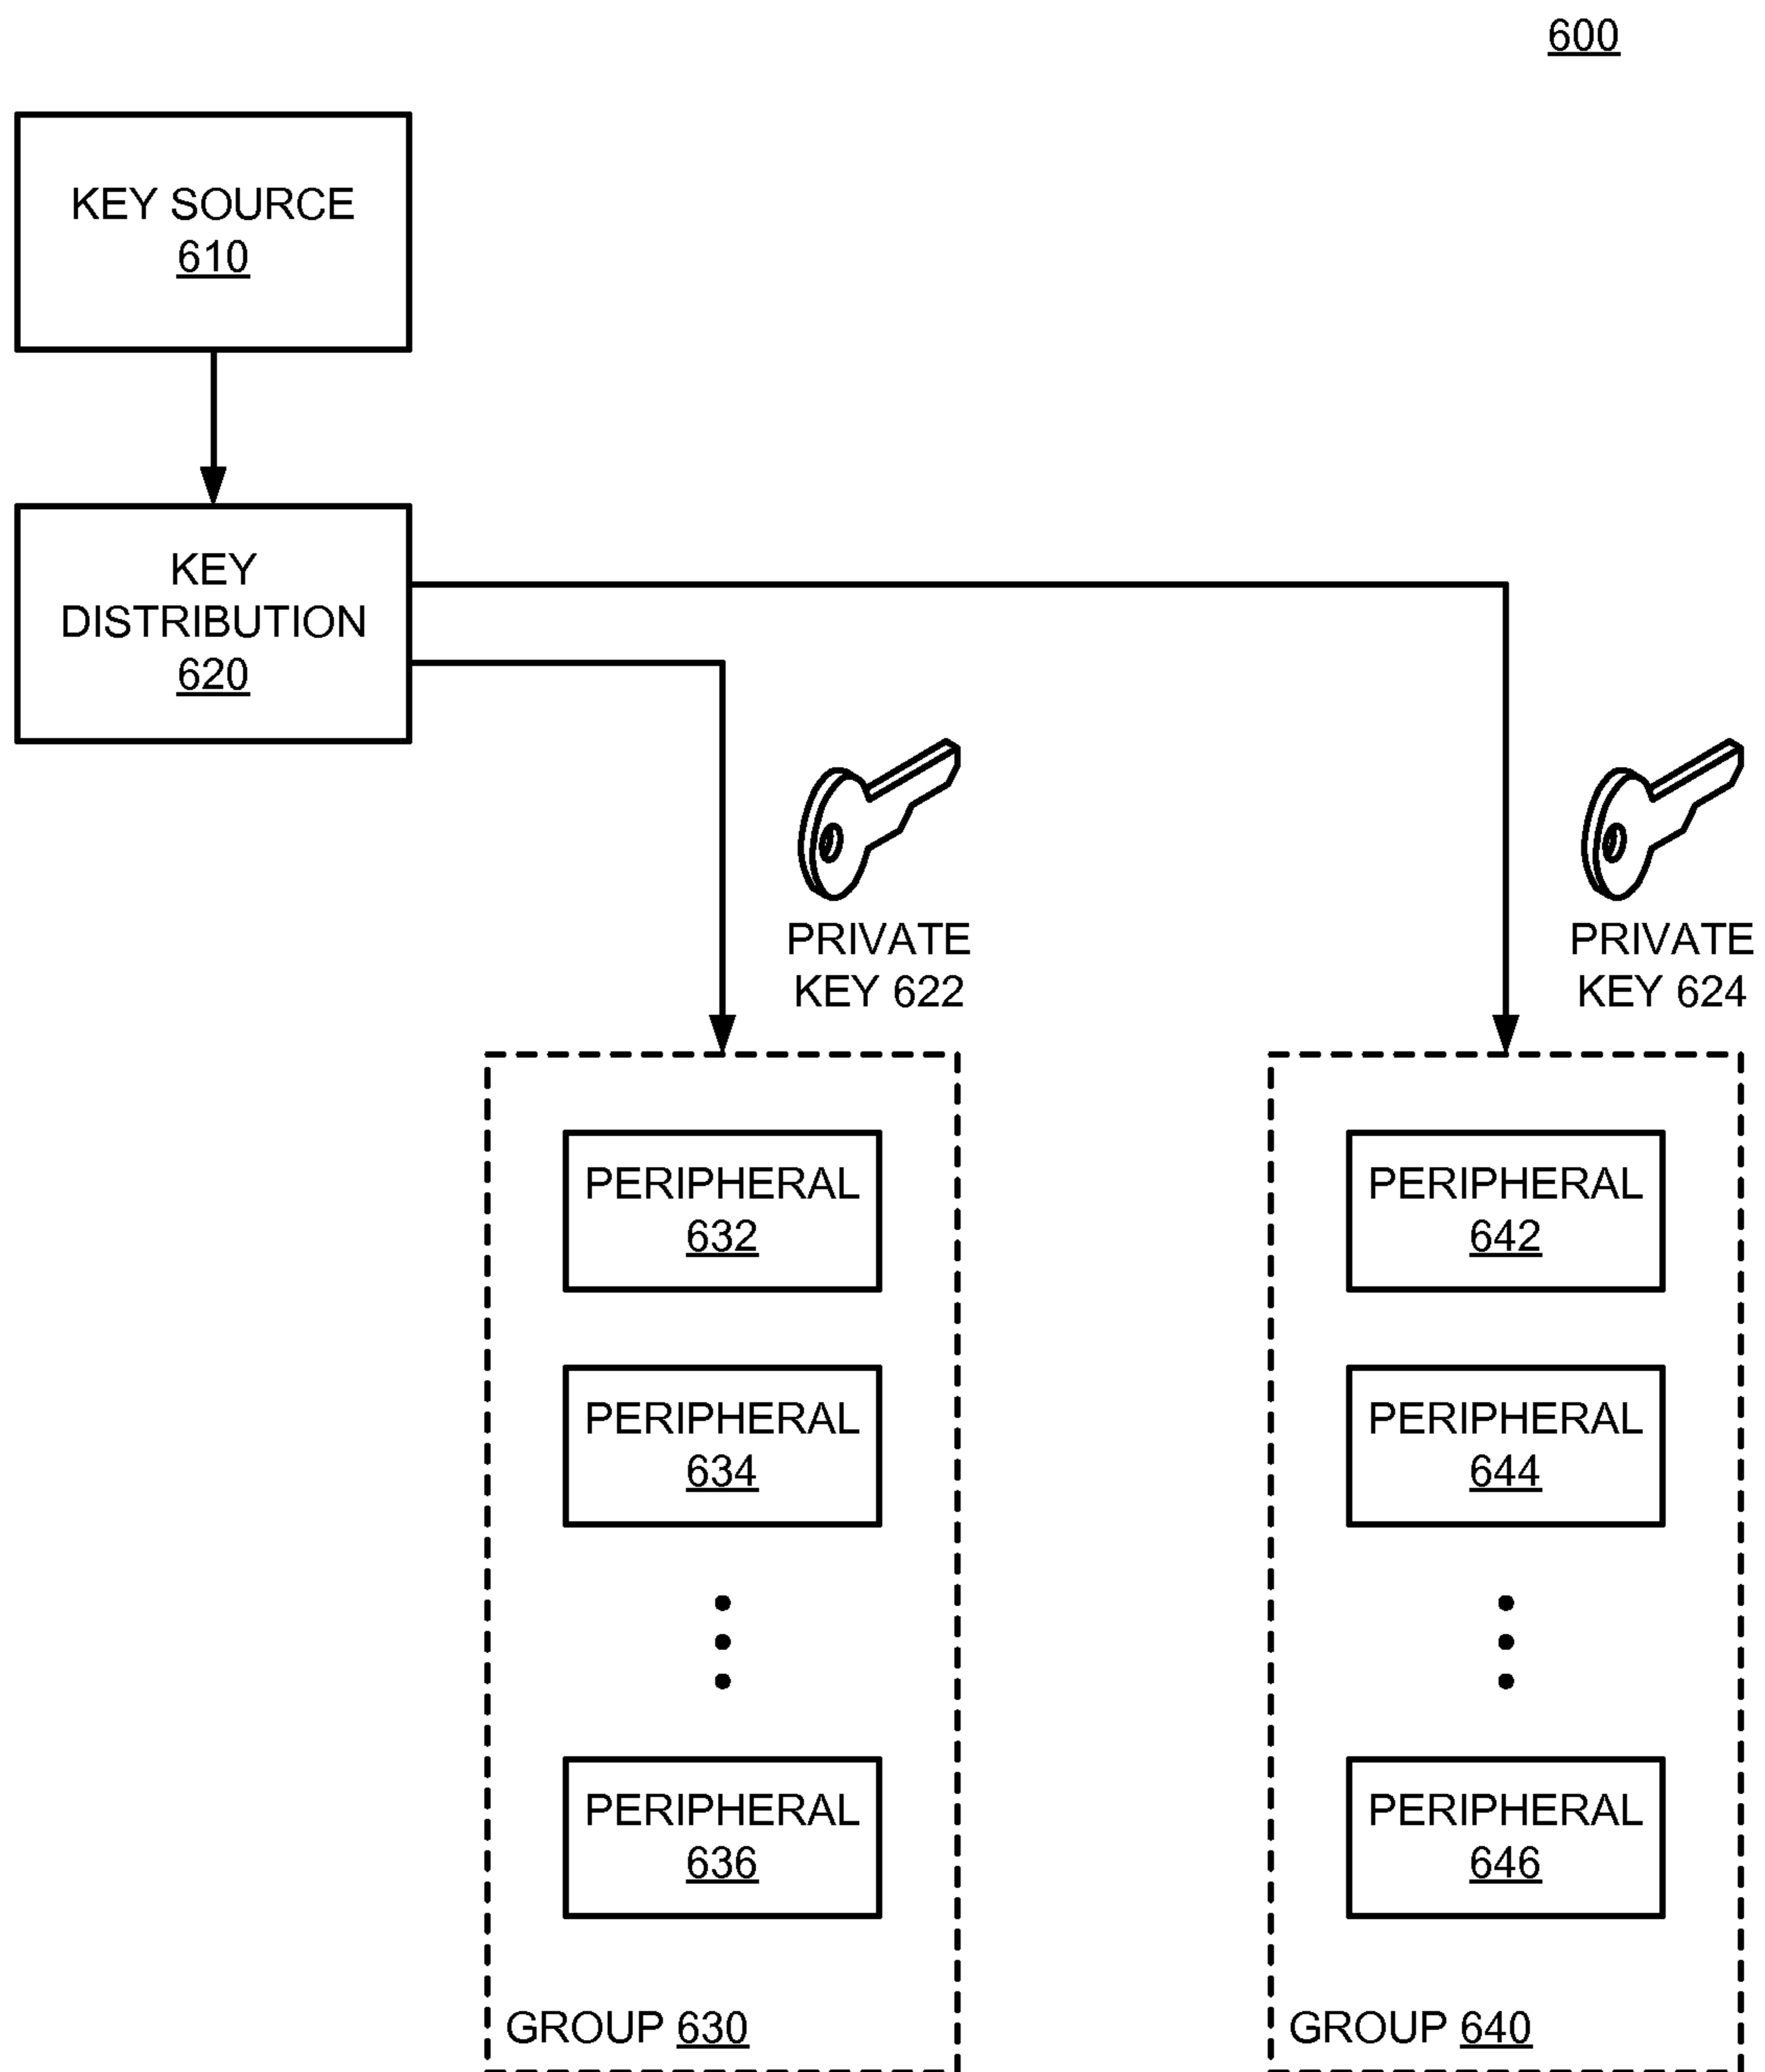 600
KEY SOURCE
610
KEY
DISTRIBUTION
620
PRIVATE
KEY 622
PRIVATE
KEY 624
PERIPHERAL
632
PERIPHERAL
634
PERIPHERAL
636
GROUP 630
PERIPHERAL
642
PERIPHERAL
644
PERIPHERAL
646
GROUP 640